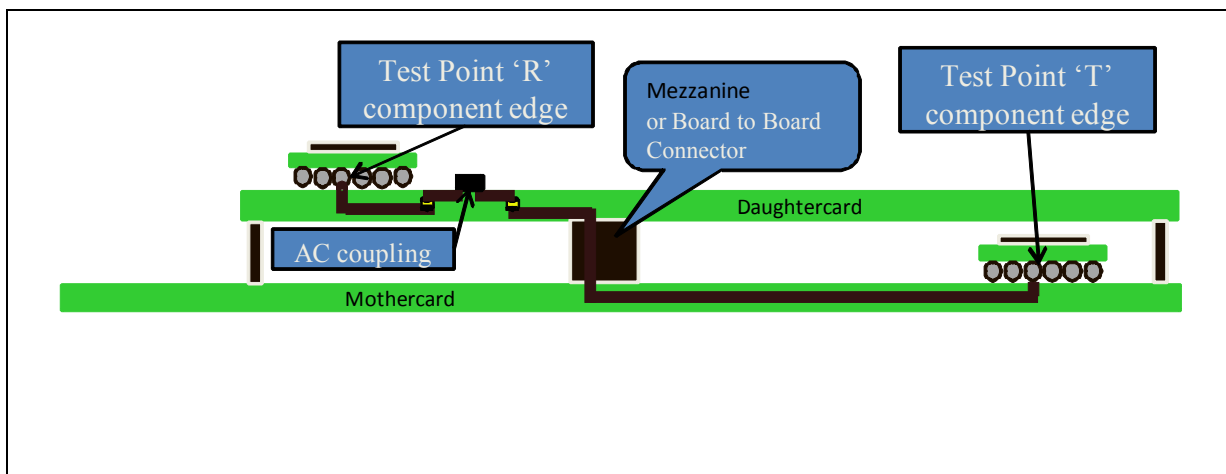 Test Point ‘R’
component edge
Mezzanine
or Board to Board
Connector
Test Point ‘T’
component edge
Daughtercard
AC coupling
Mothercard